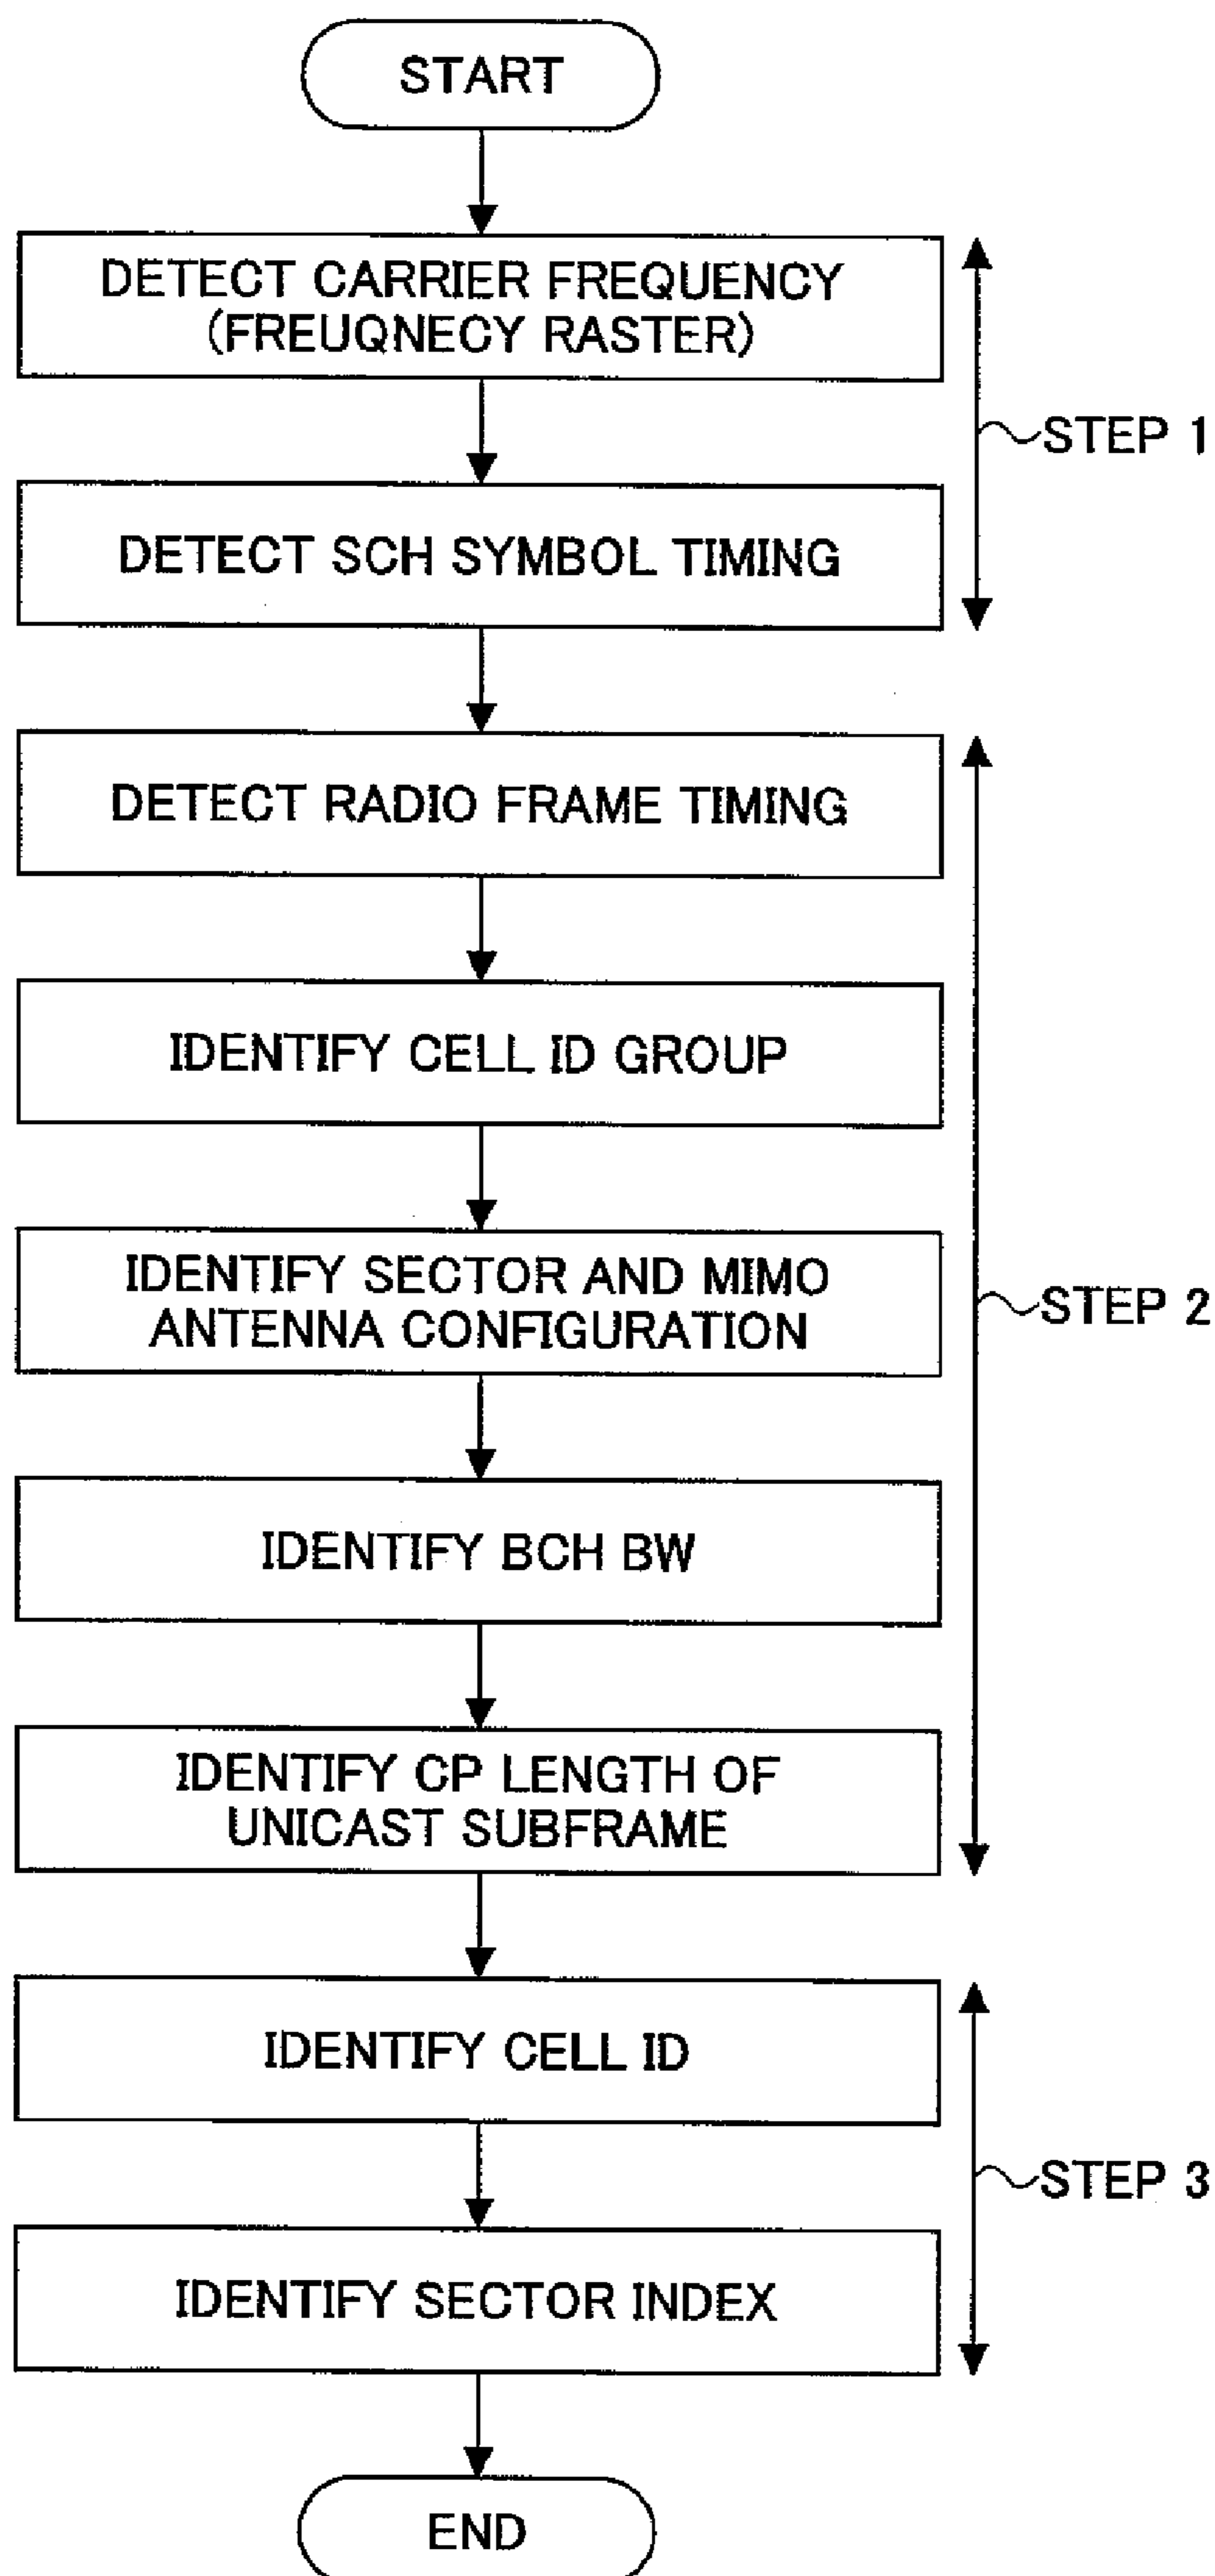 START
DETECT CARRIER FREQUENCY
(FREUQNECY RASTER)
STEP 1
DETECT SCH SYMBOL TIMING
DETECT RADIO FRAME TIMING
IDENTIFY CELL ID GROUP
IDENTIFY SECTOR AND MIMO
ANTENNA CONFIGURATION
STEP 2
IDENTIFY BCH BW
IDENTIFY CP LENGTH OF
UNICAST SUBFRAME
IDENTIFY CELL ID
STEP 3
IDENTIFY SECTOR INDEX
END